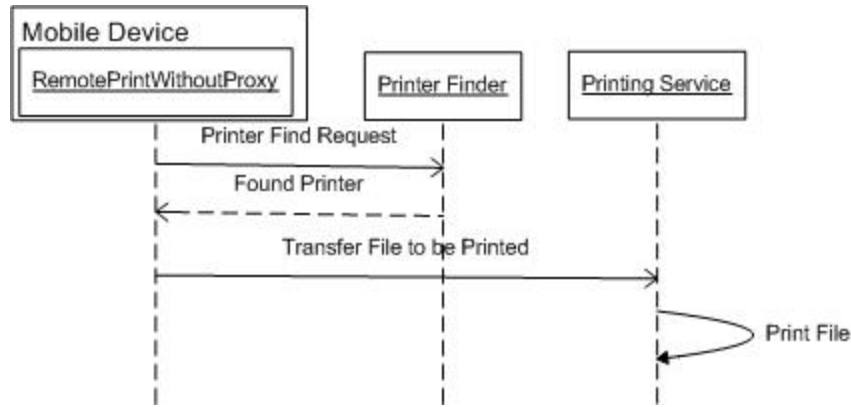 Mobile Device
RemotePrintWithoutProxy
Printer Finder
Printing Service
Printer Find Request
Found Printer
Transfer File to be Printed
Print File